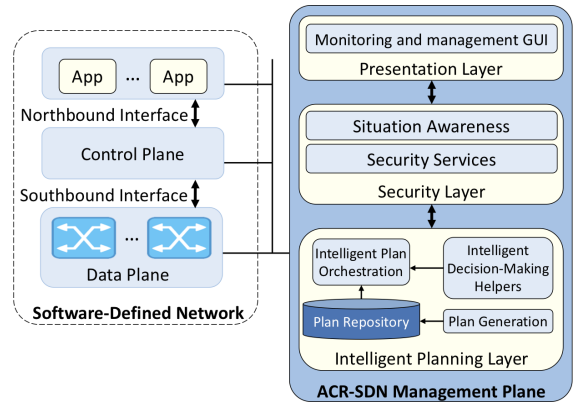 App
...
App
Northbound Interface
Control Plane
Southbound Interface
...
Data Plane
Software-Defined Network
Monitoring and management GUI
Presentation Layer
Situation Awareness
Security Services
Security Layer
Intelligent Plan
Orchestration
Intelligent
Decision-Making
Helpers
Plan Repository
Plan Generation
Intelligent Planning Layer
ACR-SDN Management Plane